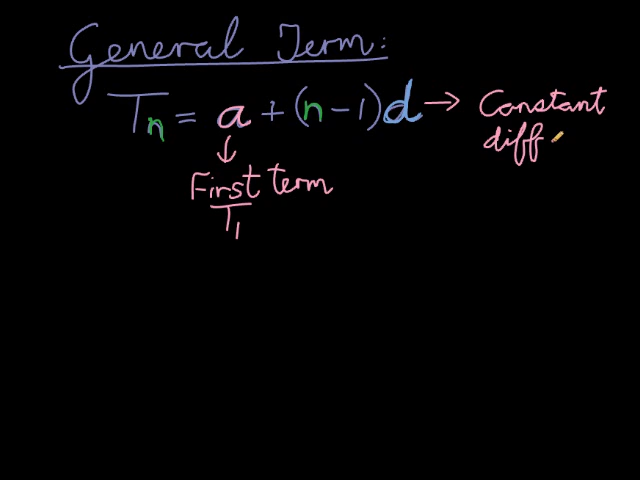 General Term:
Tn = a + (n - 1)d → Constant
diff
↓
First term
T1